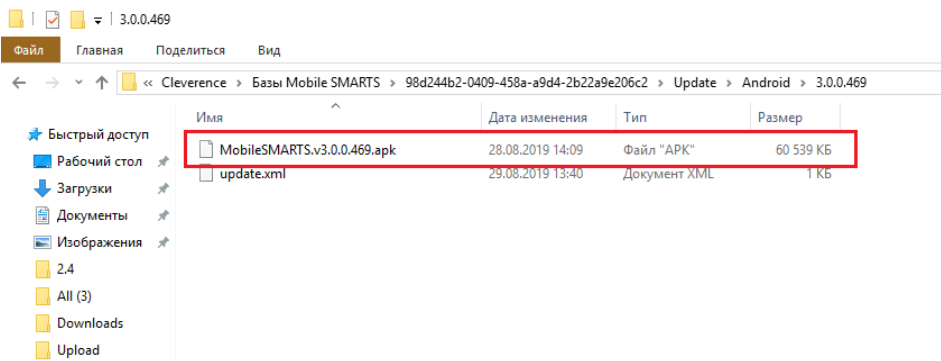 3.0.0.469
Файл Главная Поделиться Вид
« Cleverence › Базы Mobile SMARTS › 98d244b2-0409-458a-a9d4-2b22a9e206c2 › Update › Android › 3.0.0.469
Имя Дата изменения Тип Размер
Быстрый доступ
MobileSMARTS.v3.0.0.469.apk 28.08.2019 14:09 Файл "APK" 60 539 КБ
Рабочий стол
update.xml 29.08.2019 13:40 Документ XML 1 КБ
Загрузки
Документы
Изображения
2.4
All (3)
Downloads
Upload